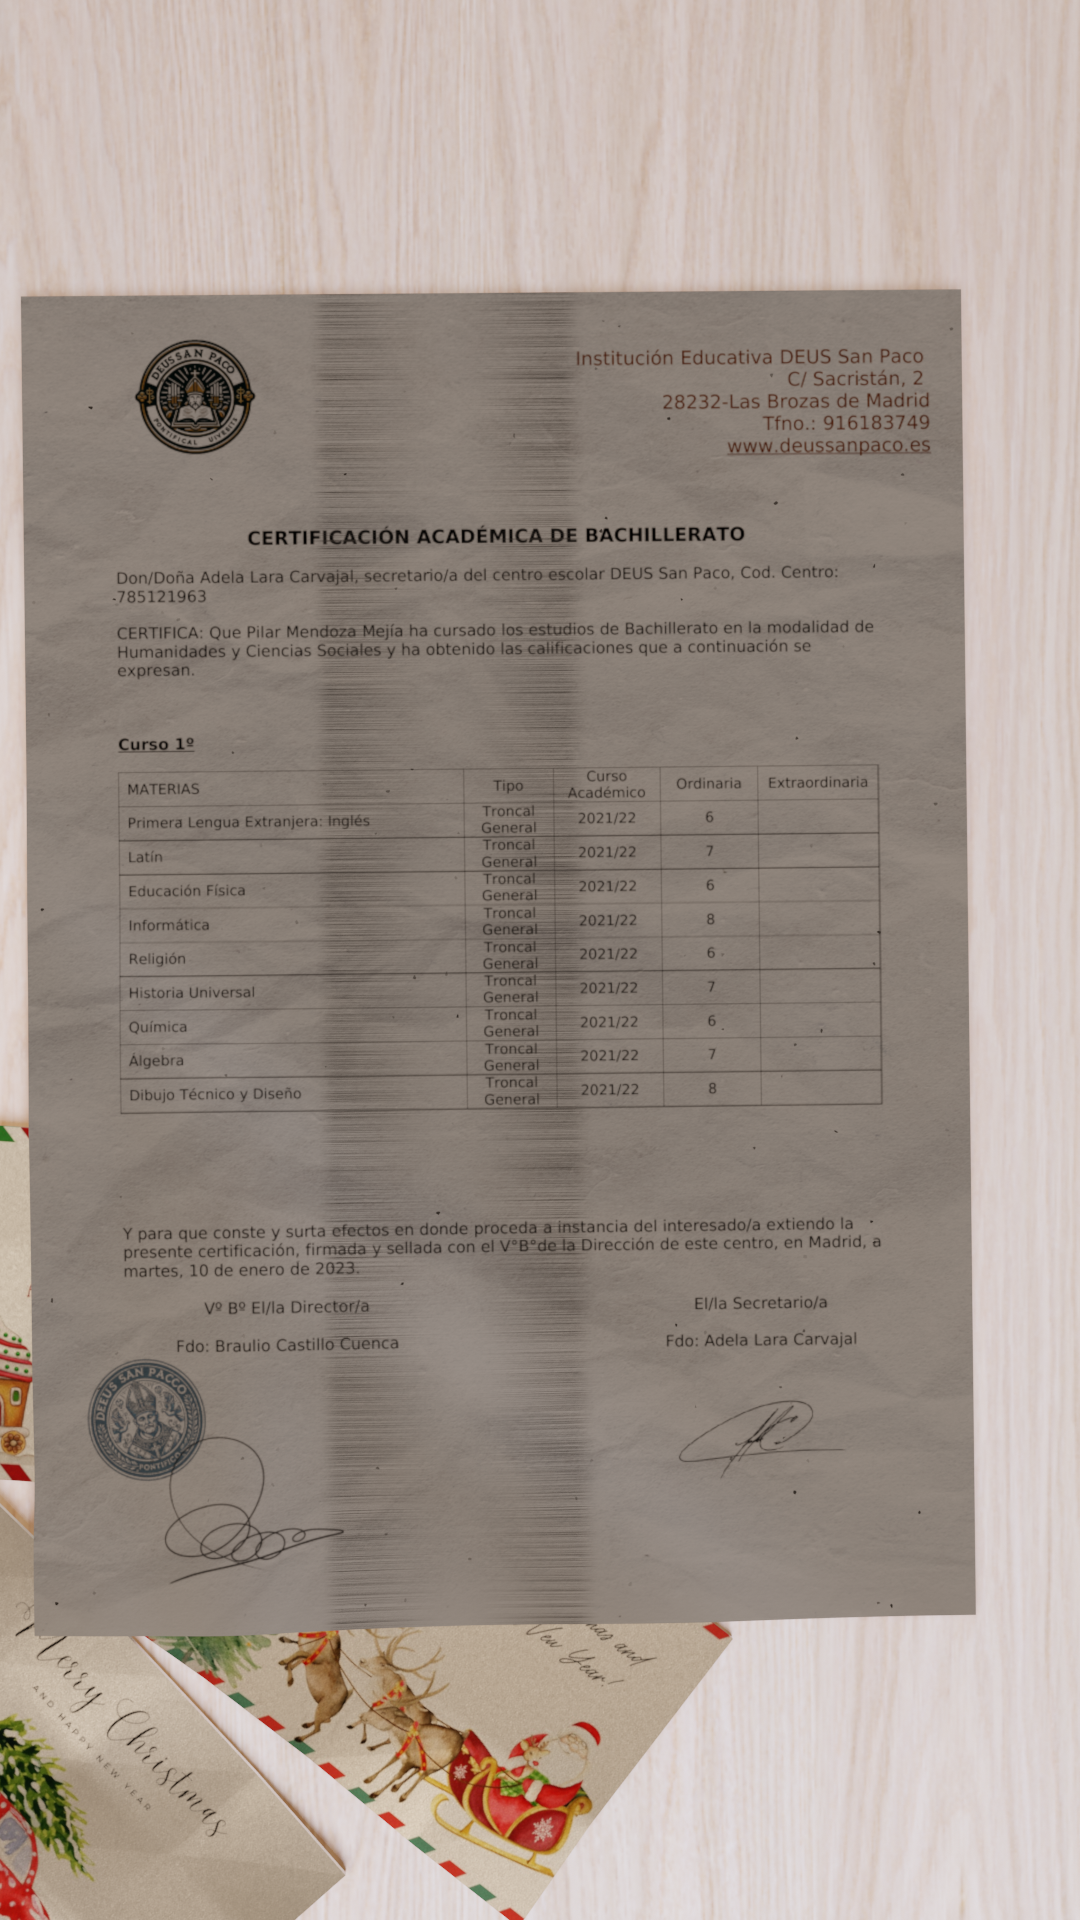 DEUS SAN PACO
PONTIFICAL
Institución Educativa DEUS San Paco
C/ Sacristán, 2
28232-Las Brozas de Madrid
Tfno.: 916183749
www.deussanpaco.es
CERTIFICACIÓN ACADÉMICA DE BACHILLERATO
Don/Doña Adela Lara Carvajal, secretario/a del centro escolar DEUS San Paco, Cod. Centro:
-785121963
CERTIFICA: Que Pilar Mendoza Mejía ha cursado los estudios de Bachillerato en la modalidad de
Humanidades y Ciencias Sociales y ha obtenido las calificaciones que a continuación se
expresan.
Curso 1º
MATERIAS Tipo Curso Académico Ordinaria Extraordinaria
Primera Lengua Extranjera: Inglés Troncal General 2021/22 6
Latín Troncal General 2021/22 7
Educación Física Troncal General 2021/22 6
Informática Troncal General 2021/22 8
Religión Troncal General 2021/22 6
Historia Universal Troncal General 2021/22 7
Química Troncal General 2021/22 6
Álgebra Troncal General 2021/22 7
Dibujo Técnico y Diseño Troncal General 2021/22 8
Y para que conste y surta efectos en donde proceda a instancia del interesado/a extiendo la
presente certificación, firmada y sellada con el V°B°de la Dirección de este centro, en Madrid, a
martes, 10 de enero de 2023.
Vº Bº El/la Director/a
El/la Secretario/a
Fdo: Braulio Castillo Cuenca
Fdo: Adela Lara Carvajal
DEEUS SAN PACCO
PONTIFICO
mas and
New Year!
Merry Christmas
AND HAPPY NEW YEAR